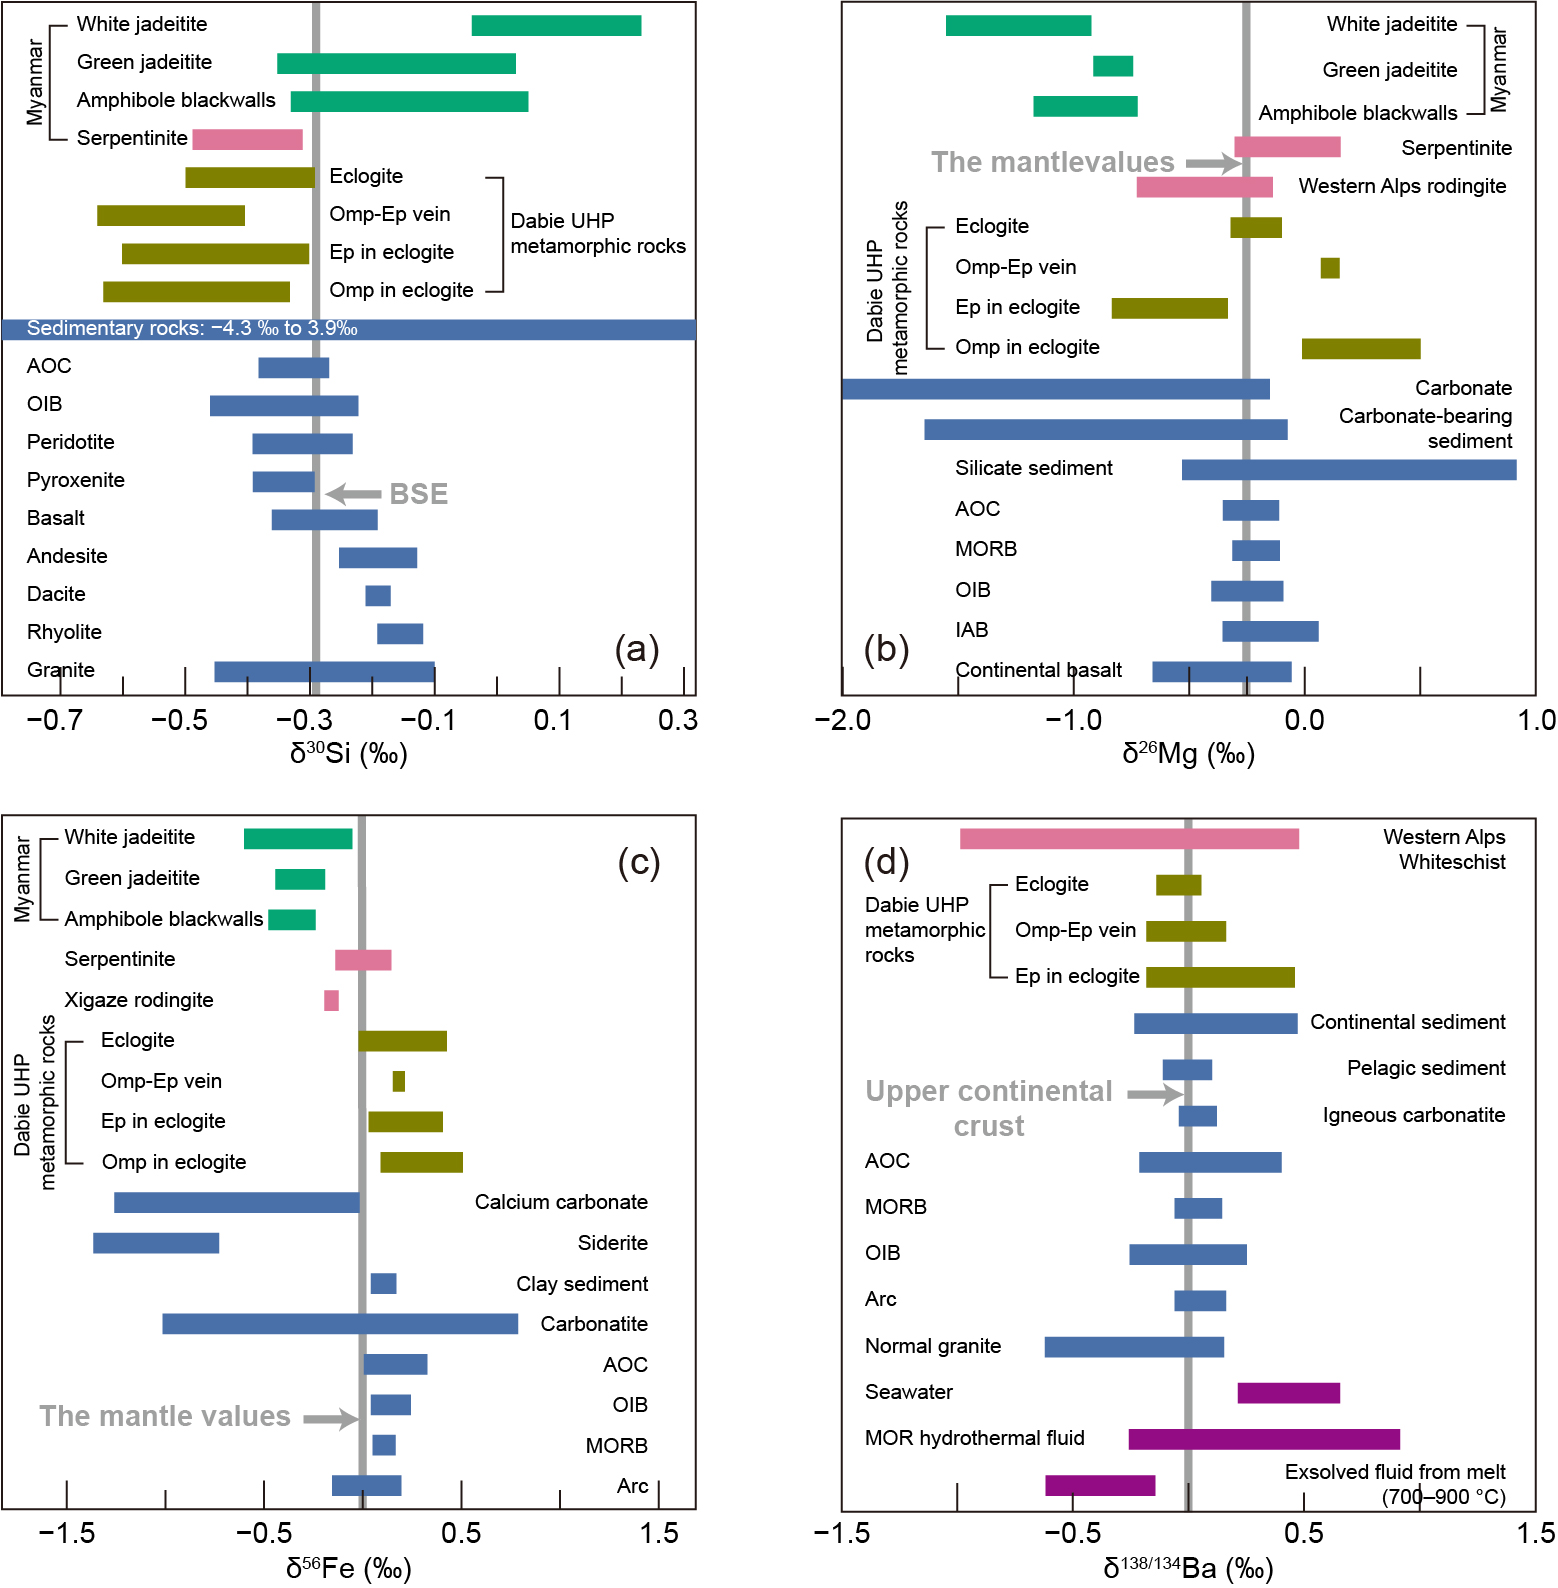 White jadeitite
Green jadeitite
Amphibole blackwalls
Serpentinite
Myanmar
Eclogite
Omp-Ep vein
Ep in eclogite
Omp in eclogite
Dabie UHP
metamorphic rocks
Sedimentary rocks: −4.3 ‰ to 3.9‰
AOC
OIB
Peridotite
Pyroxenite
BSE
Basalt
Andesite
Dacite
Rhyolite
Granite
(a)
−0.7 −0.5 −0.3 −0.1 0.1 0.3
δ³⁰Si (‰)
White jadeitite
Green jadeitite
Amphibole blackwalls
Myanmar
Serpentinite
The mantlevalues
Western Alps rodingite
Dabie UHP
metamorphic rocks
Eclogite
Omp-Ep vein
Ep in eclogite
Omp in eclogite
Carbonate
Carbonate-bearing
sediment
Silicate sediment
AOC
MORB
OIB
IAB
Continental basalt
(b)
−2.0 −1.0 0.0 1.0
δ²⁶Mg (‰)
White jadeitite
Green jadeitite
Amphibole blackwalls
Myanmar
(c)
Serpentinite
Xigaze rodingite
Dabie UHP
metamorphic rocks
Eclogite
Omp-Ep vein
Ep in eclogite
Omp in eclogite
Calcium carbonate
Siderite
Clay sediment
Carbonatite
AOC
OIB
The mantle values
MORB
Arc
−1.5 −0.5 0.5 1.5
δ⁵⁶Fe (‰)
(d)
Western Alps
Whiteschist
Dabie UHP
metamorphic
rocks
Eclogite
Omp-Ep vein
Ep in eclogite
Continental sediment
Pelagic sediment
Upper continental
crust
Igneous carbonatite
AOC
MORB
OIB
Arc
Normal granite
Seawater
MOR hydrothermal fluid
Exsolved fluid from melt
(700–900 °C)
−1.5 −0.5 0.5 1.5
δ¹³⁸/¹³⁴Ba (‰)